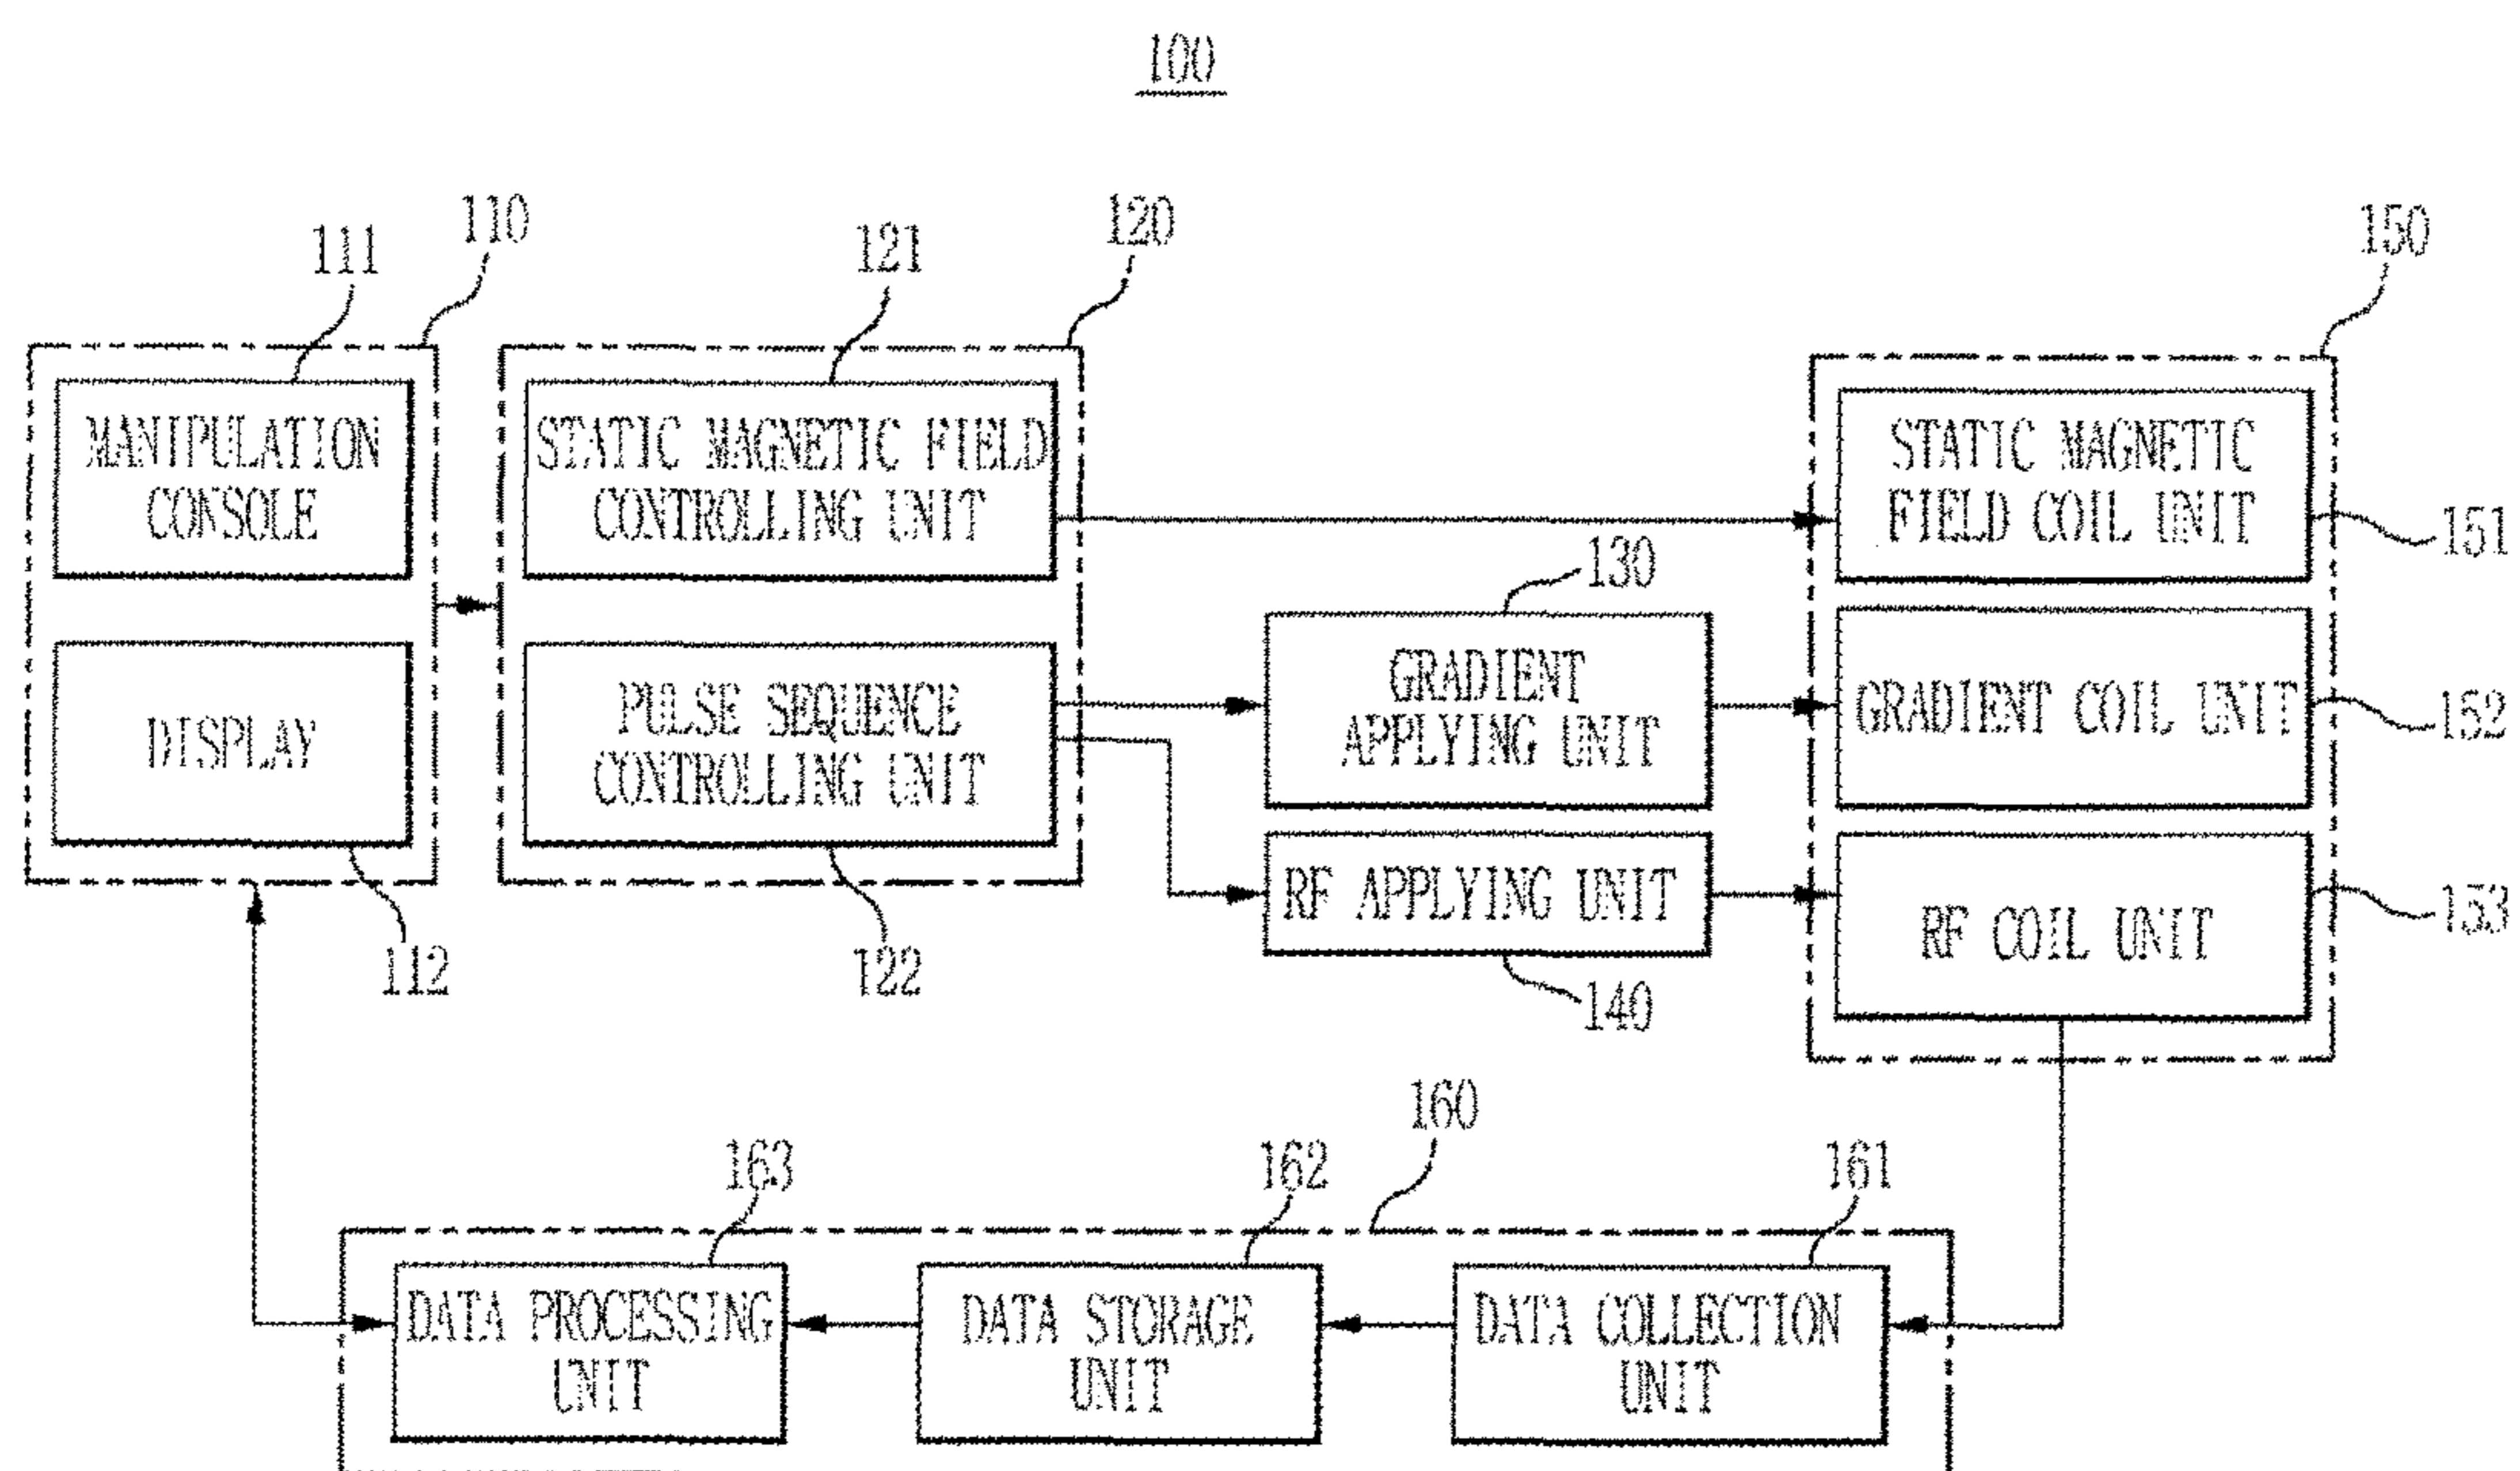 100
110
111
120
121
150
MANIPULATION
CONSOLE
STATIC MAGNETIC FIELD
CONTROLLING UNIT
STATIC MAGNETIC
FIELD COIL UNIT
151
130
DISPLAY
PULSE SEQUENCE
CONTROLLING UNIT
GRADIENT
APPLYING UNIT
GRADIENT COIL UNIT
152
RF APPLYING UNIT
RF COIL UNIT
153
112
122
140
160
163
162
161
DATA PROCESSING
UNIT
DATA STORAGE
UNIT
DATA COLLECTION
UNIT